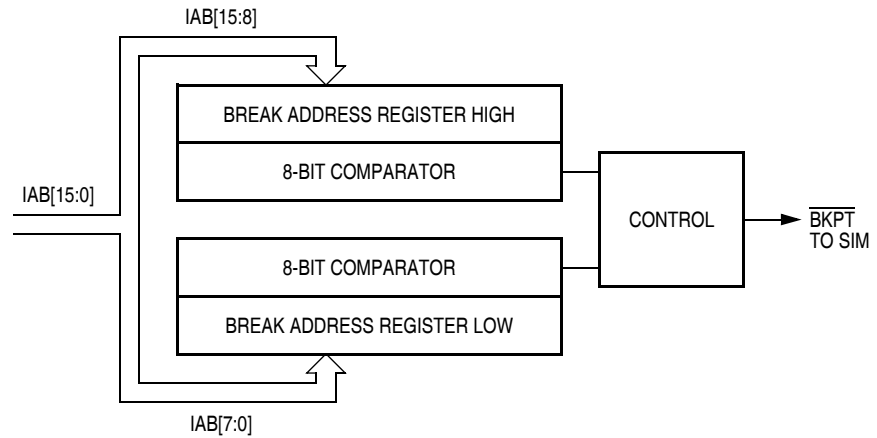 IAB[15:8]
BREAK ADDRESS REGISTER HIGH
8-BIT COMPARATOR
IAB[15:0]
CONTROL
BKPT
TO SIM
8-BIT COMPARATOR
BREAK ADDRESS REGISTER LOW
IAB[7:0]